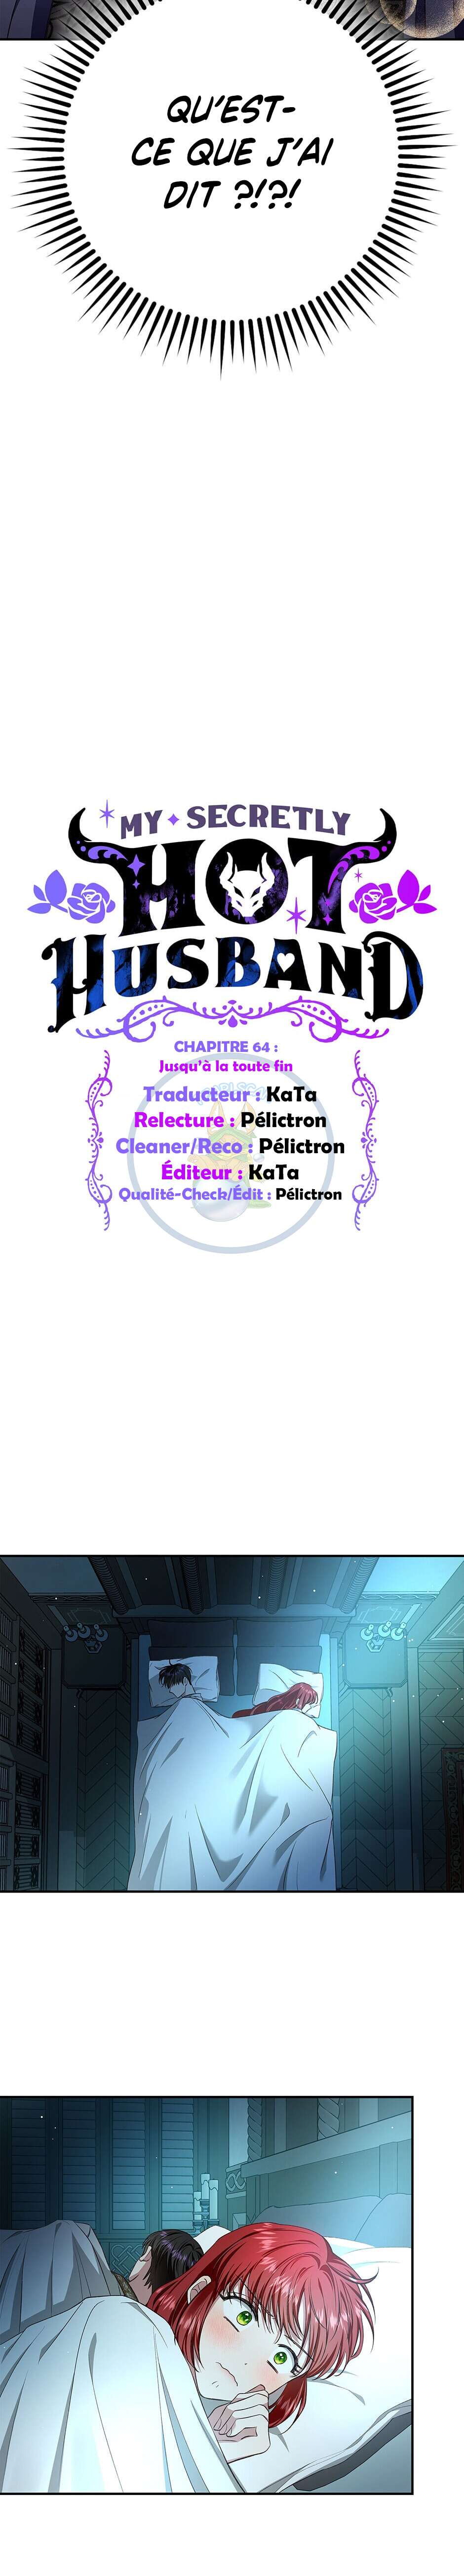 QU'EST-
CE QUE J'AI
DIT ?!?!
MY SECRETLY
HOT
HUSBAND
CHAPITRE 64 :
Jusqu'à la toute fin
Traducteur : KaTa
Relecture : Pélictron
Cleaner/Reco : Pélictron
Éditeur : KaTa
Qualité-Check/Édit : Pélictron